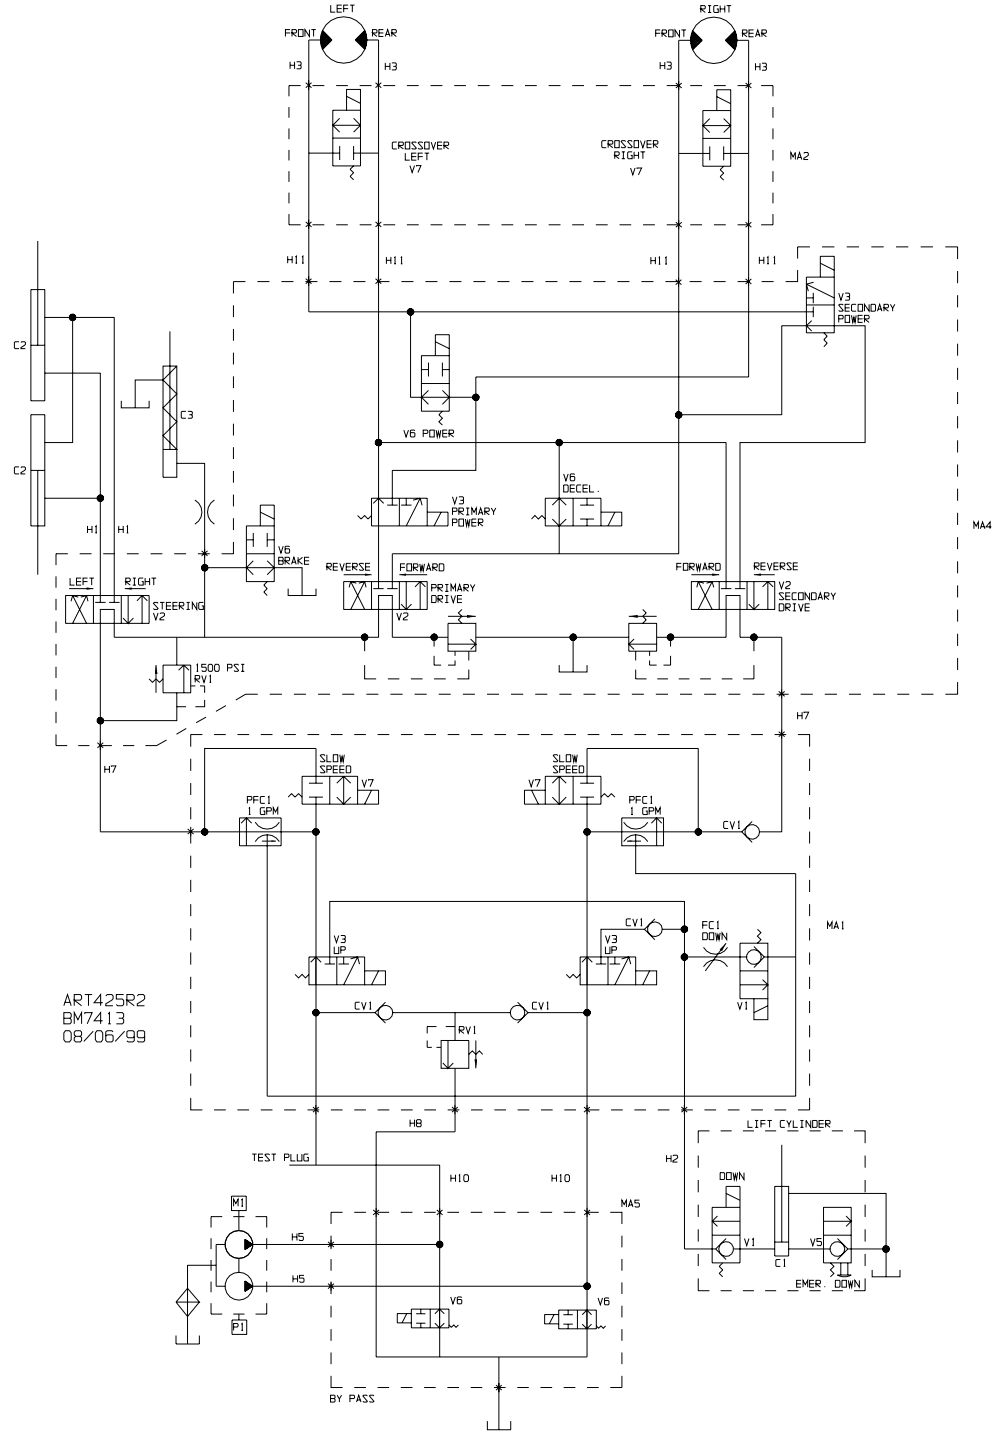 LEFT
RIGHT
FRONT
REAR
FRONT
REAR
H3
H3
H3
H3
CROSSOVER
LEFT
V7
CROSSOVER
RIGHT
V7
MA2
H11
H11
H11
H11
V3
SECONDARY
POWER
C2
C3
V6 POWER
C2
V6
DECEL.
V3
PRIMARY
POWER
MA4
H1
H1
V6
BRAKE
REVERSE
FORWARD
FORWARD
REVERSE
LEFT
RIGHT
STEERING
V2
PRIMARY
DRIVE
V2
V2
SECONDARY
DRIVE
1500 PSI
RV1
H7
H7
SLOW
SPEED
V7
SLOW
SPEED
V7
PFC1
1 GPM
PFC1
1 GPM
CV1
V3
UP
V3
UP
CV1
FC1
DOWN
MA1
V1
CV1
CV1
RV1
ART425R2
BM7413
08/06/99
H8
LIFT CYLINDER
TEST PLUG
H2
H10
H10
DOWN
M1
MA5
H5
V1
C1
V5
H5
EMER. DOWN
V6
V6
P1
BY PASS